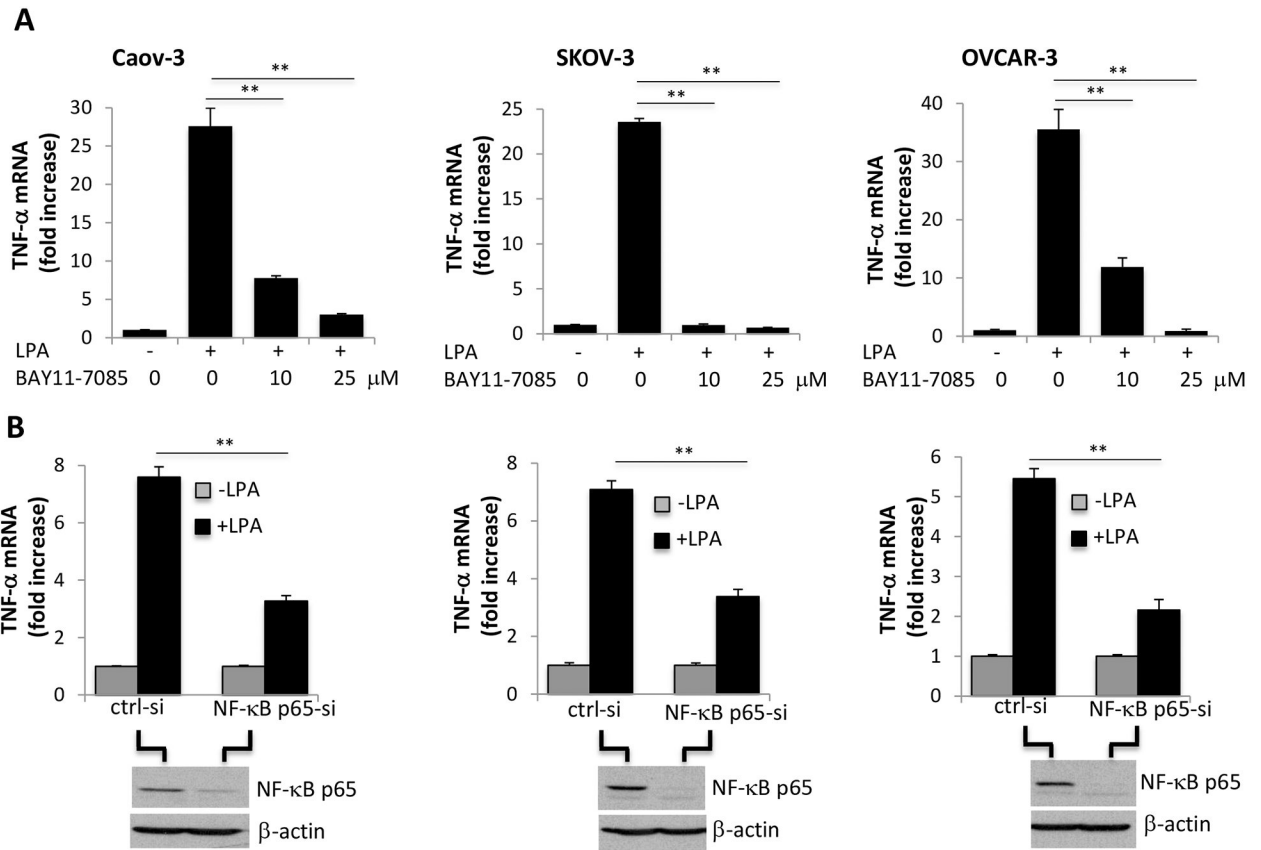 A
Caov-3
**
**
TNF-α mRNA
(fold increase)
30
25
20
15
10
5
0
LPA - + + +
BAY11-7085 0 0 10 25 μM
SKOV-3
**
**
TNF-α mRNA
(fold increase)
25
20
15
10
5
0
LPA - + + +
BAY11-7085 0 0 10 25 μM
OVCAR-3
**
**
TNF-α mRNA
(fold increase)
40
30
20
10
0
LPA - + + +
BAY11-7085 0 0 10 25 μM
B
**
TNF-α mRNA
(fold increase)
8
6
4
2
0
-LPA
+LPA
ctrl-si NF-κB p65-si
NF-κB p65
β-actin
**
TNF-α mRNA
(fold increase)
8
6
4
2
0
-LPA
+LPA
ctrl-si NF-κB p65-si
NF-κB p65
β-actin
**
TNF-α mRNA
(fold increase)
6
5
4
3
2
1
0
-LPA
+LPA
ctrl-si NF-κB p65-si
NF-κB p65
β-actin